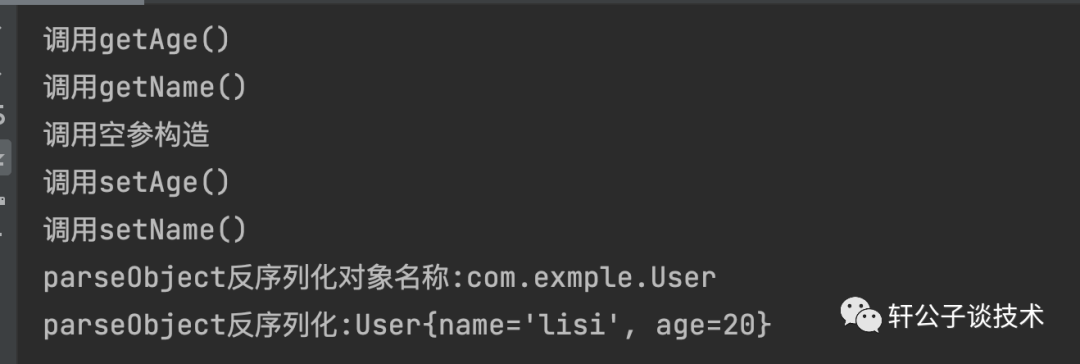 调用getAge()
调用getName()
调用空参构造
调用setAge()
调用setName()
parseObject反序列化对象名称:com.exmple.User
parseObject反序列化:User{name='lisi', age=20}
轩公子谈技术